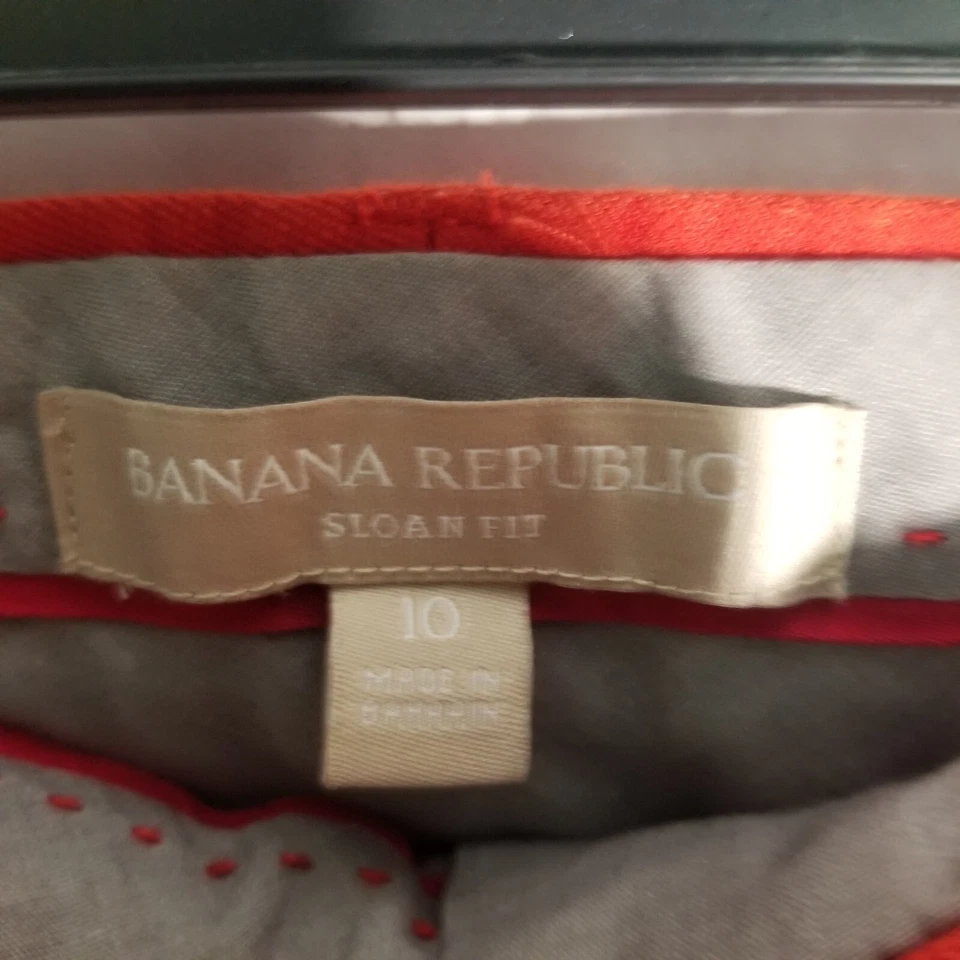 BANANA REPUBLIC
SLOAN FIT
10
MADE IN
BAHRAIN